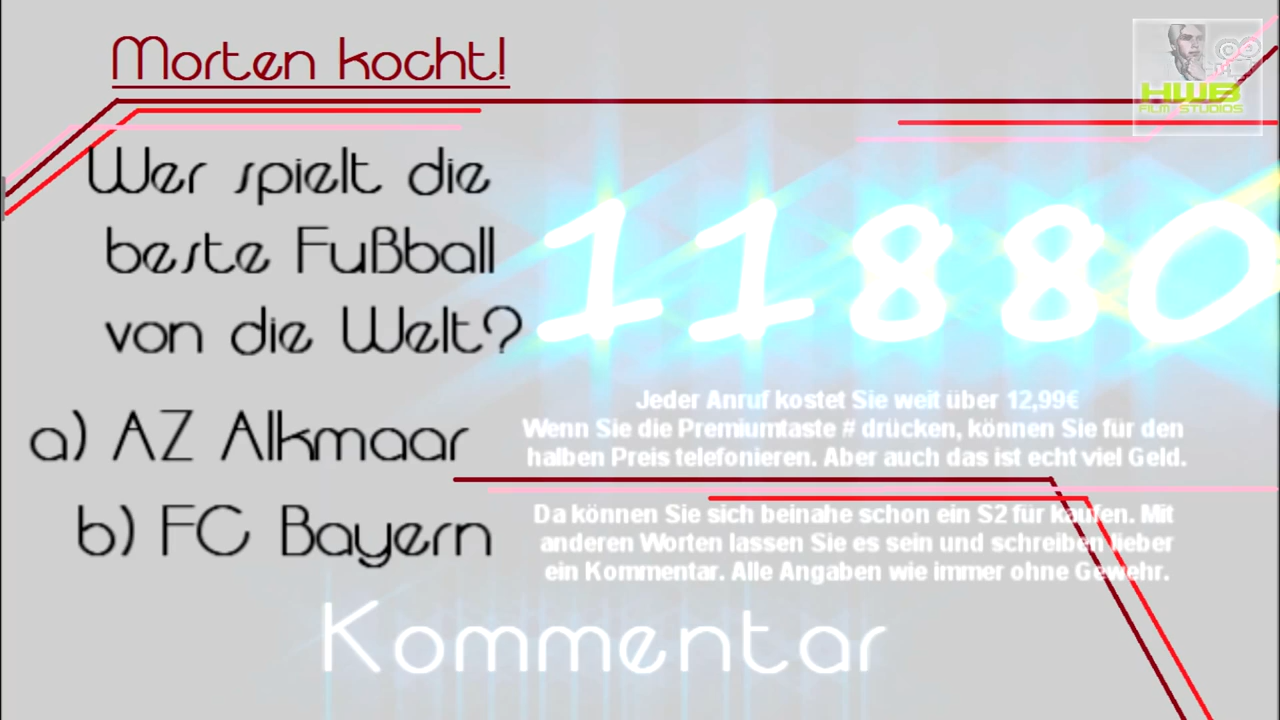 Morten kocht!
HWB
FILM STUDIOS
Wer spielt die
beste Fußball
von die Welt?
a) AZ Alkmaar
b) FC Bayern
11880
Jeder Anruf kostet Sie weit über 12,99€
Wenn Sie die Premiumtaste # drücken, können Sie für den
halben Preis telefonieren. Aber auch das ist echt viel Geld.
Da können Sie sich beinahe schon ein S2 für kaufen. Mit
anderen Worten lassen Sie es sein und schreiben lieber
ein Kommentar. Alle Angaben wie immer ohne Gewehr.
Kommentar